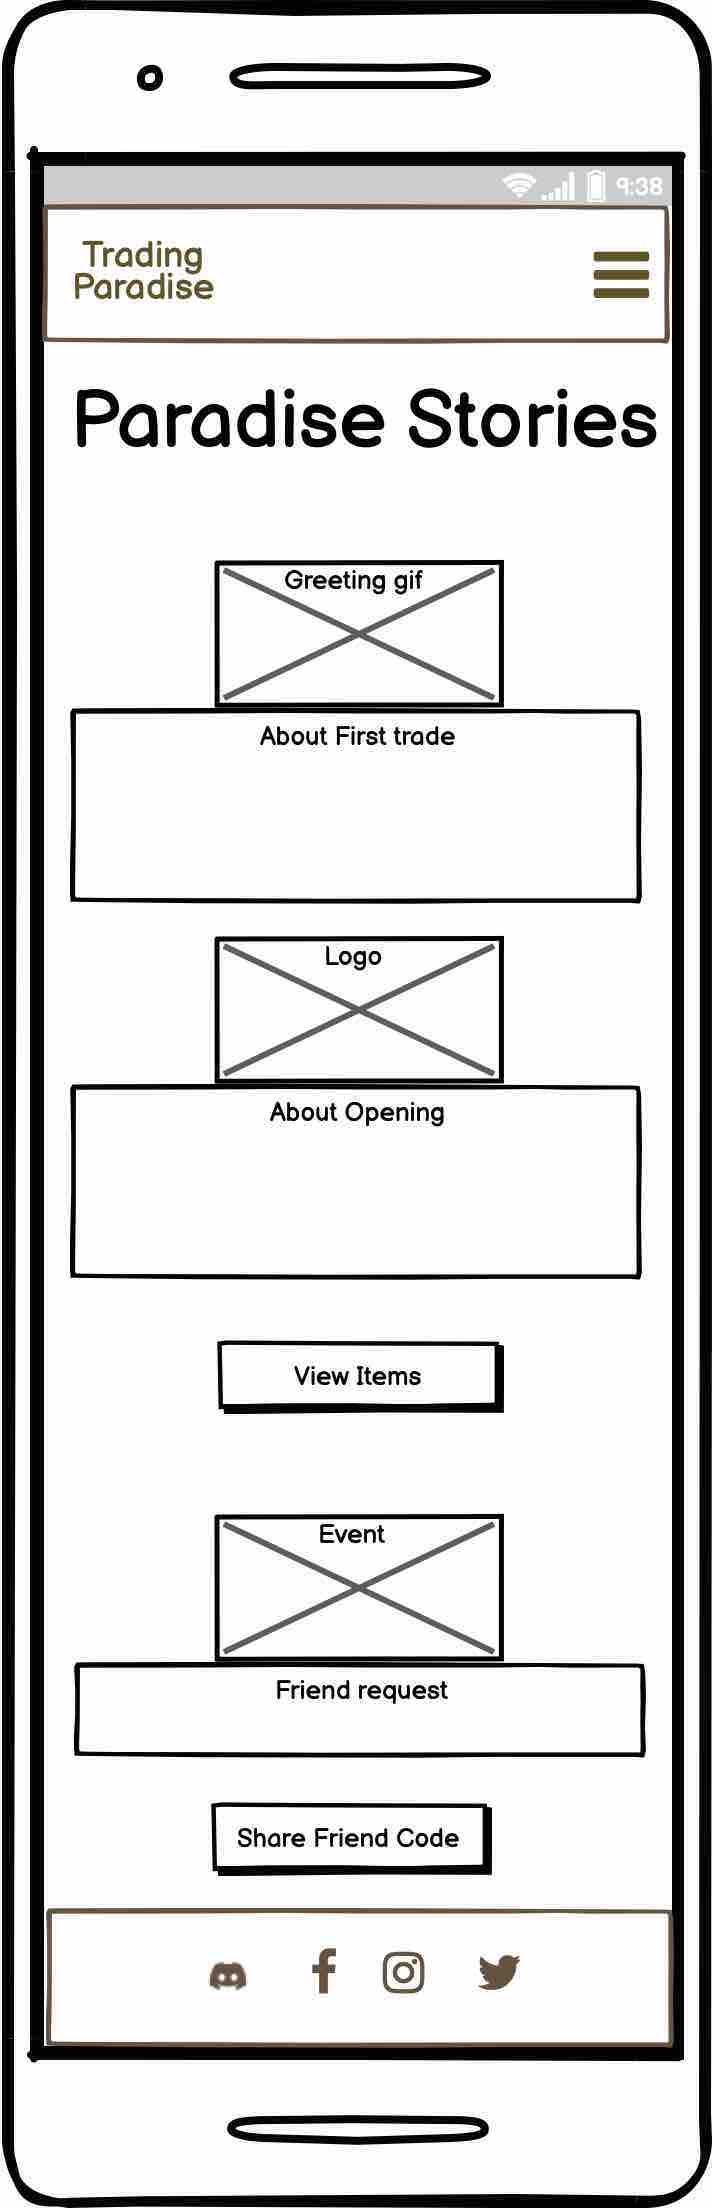 9:38
Trading
Paradise
Paradise Stories
Greeting gif
About First trade
Logo
About Opening
View Items
Event
Friend request
Share Friend Code